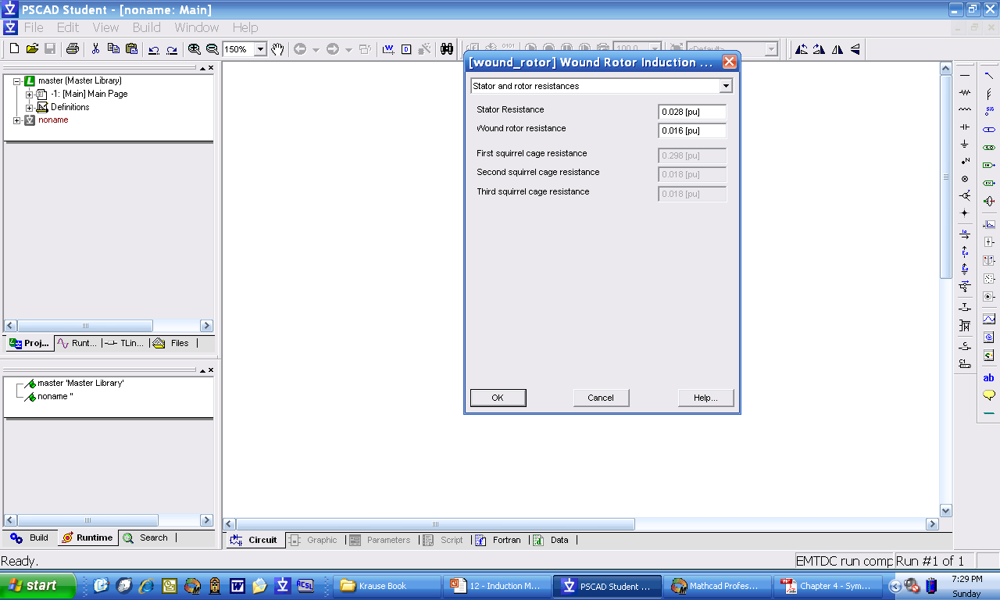 PSCAD Student - [noname: Main]
File Edit View Build Window Help
150%
100.0
<Default>
master (Master Library)
-1: [Main] Main Page
Definitions
noname
Proj... Runt... TLin... Files
master 'Master Library'
noname ''
Build Runtime Search
[wound_rotor] Wound Rotor Induction ...
Stator and rotor resistances
Stator Resistance 0.028 [pu]
Wound rotor resistance 0.016 [pu]
First squirrel cage resistance 0.298 [pu]
Second squirrel cage resistance 0.018 [pu]
Third squirrel cage resistance 0.018 [pu]
OK Cancel Help...
ab
Circuit Graphic Parameters Script Fortran Data
Ready. EMTDC run comp Run #1 of 1
start
ACSL
Krause Book
12 - Induction M...
PSCAD Student ...
Mathcad Profes...
Chapter 4 - Sym...
7:29 PM
Sunday